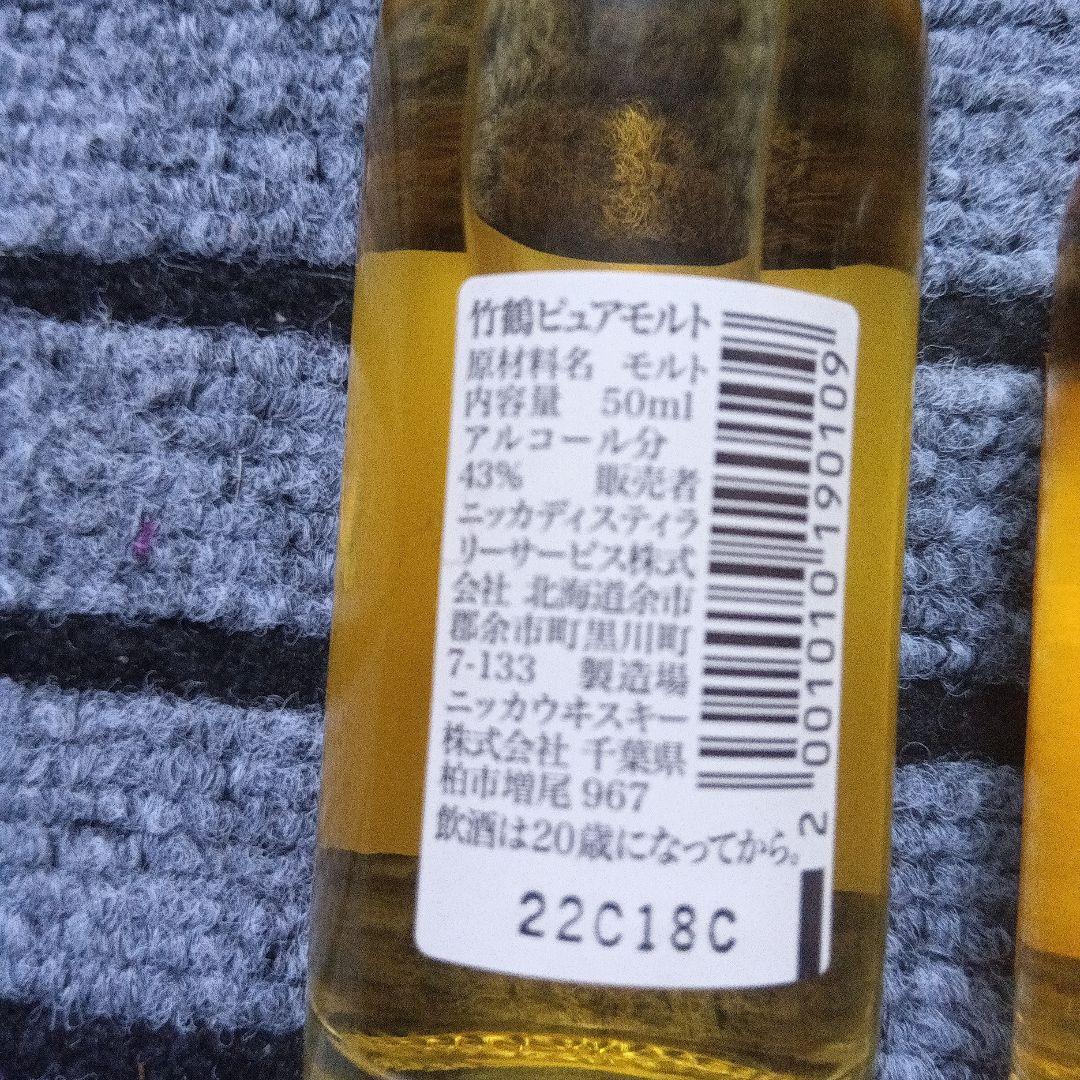 竹鶴ピュアモルト
原材料名 モルト
内容量 50ml
アルコール分
43% 販売者
ニッカディスティラ
リーサービス株式
会社 北海道余市
郡余市町黒川町
7-133 製造場
ニッカウヰスキー
株式会社 千葉県
柏市増尾967
飲酒は20歳になってから。
22C18C
2001010190109